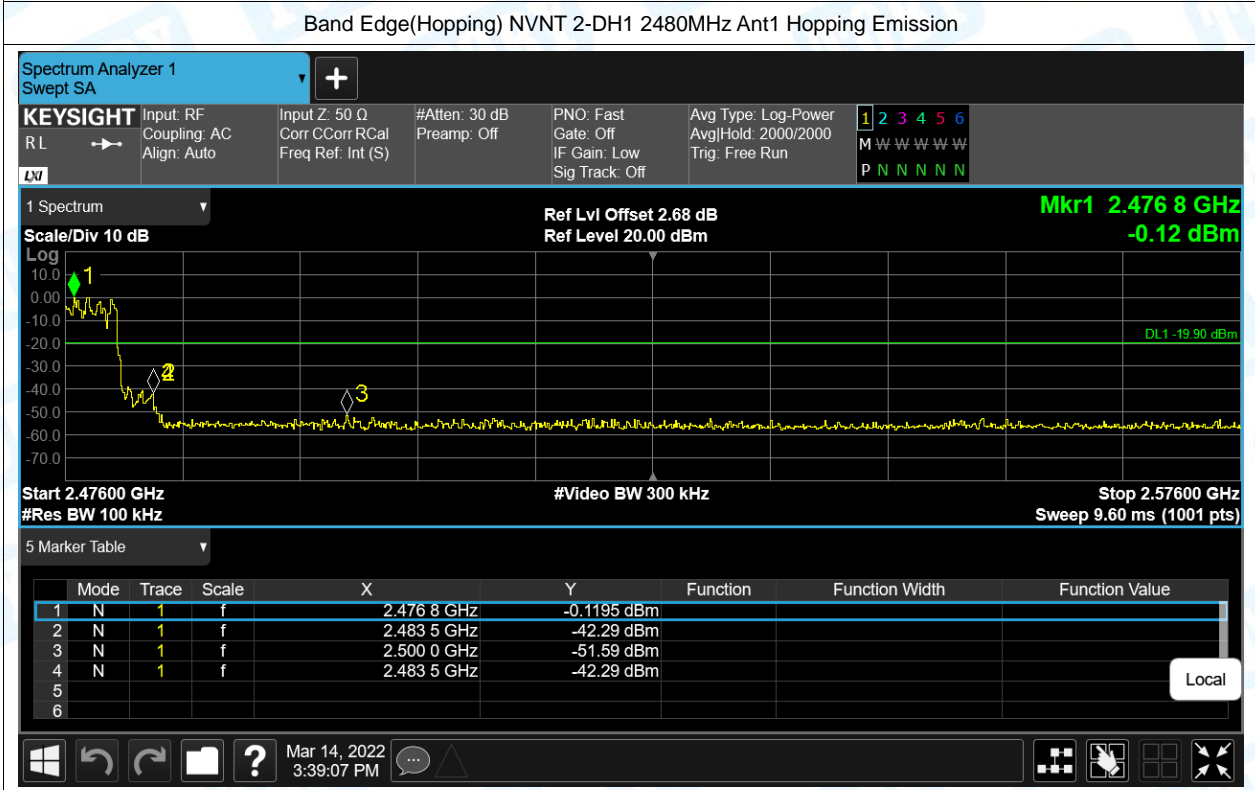 Band Edge(Hopping) NVNT 2-DH1 2480MHz Ant1 Hopping Emission
Spectrum Analyzer 1
Swept SA
KEYSIGHT
RL
LXI
Input: RF
Coupling: AC
Align: Auto
Input Z: 50 Ω
Corr CCorr RCal
Freq Ref: Int (S)
#Atten: 30 dB
Preamp: Off
PNO: Fast
Gate: Off
IF Gain: Low
Sig Track: Off
Avg Type: Log-Power
Avg|Hold: 2000/2000
Trig: Free Run
1 2 3 4 5 6
M W W W W W
P N N N N N
1 Spectrum
Scale/Div 10 dB
Ref Lvl Offset 2.68 dB
Ref Level 20.00 dBm
Mkr1 2.476 8 GHz
-0.12 dBm
Log
10.0
0.00
-10.0
-20.0
-30.0
-40.0
-50.0
-60.0
-70.0
1
2
3
DL1 -19.90 dBm
Start 2.47600 GHz
#Res BW 100 kHz
#Video BW 300 kHz
Stop 2.57600 GHz
Sweep 9.60 ms (1001 pts)
5 Marker Table
Mode Trace Scale X Y Function Function Width Function Value
1 N 1 f 2.476 8 GHz -0.1195 dBm
2 N 1 f 2.483 5 GHz -42.29 dBm
3 N 1 f 2.500 0 GHz -51.59 dBm
4 N 1 f 2.483 5 GHz -42.29 dBm
5
6
Local
?
Mar 14, 2022
3:39:07 PM